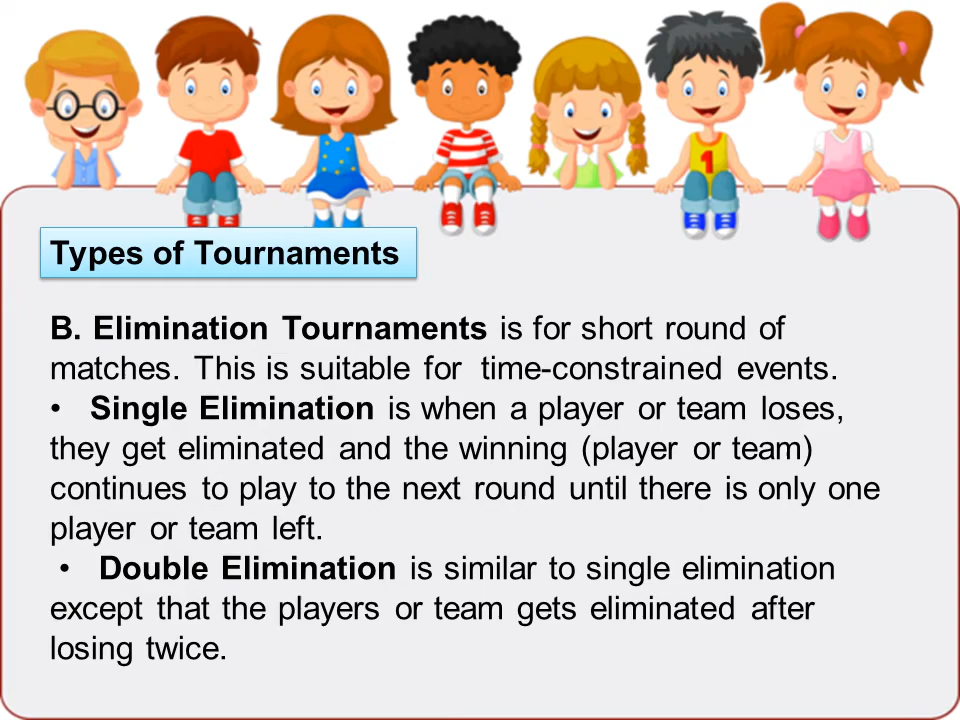 1
Types of Tournaments
B. Elimination Tournaments is for short round of
matches. This is suitable for  time-constrained events.
•   Single Elimination is when a player or team loses,
they get eliminated and the winning (player or team)
continues to play to the next round until there is only one
player or team left.
•   Double Elimination is similar to single elimination
except that the players or team gets eliminated after
losing twice.